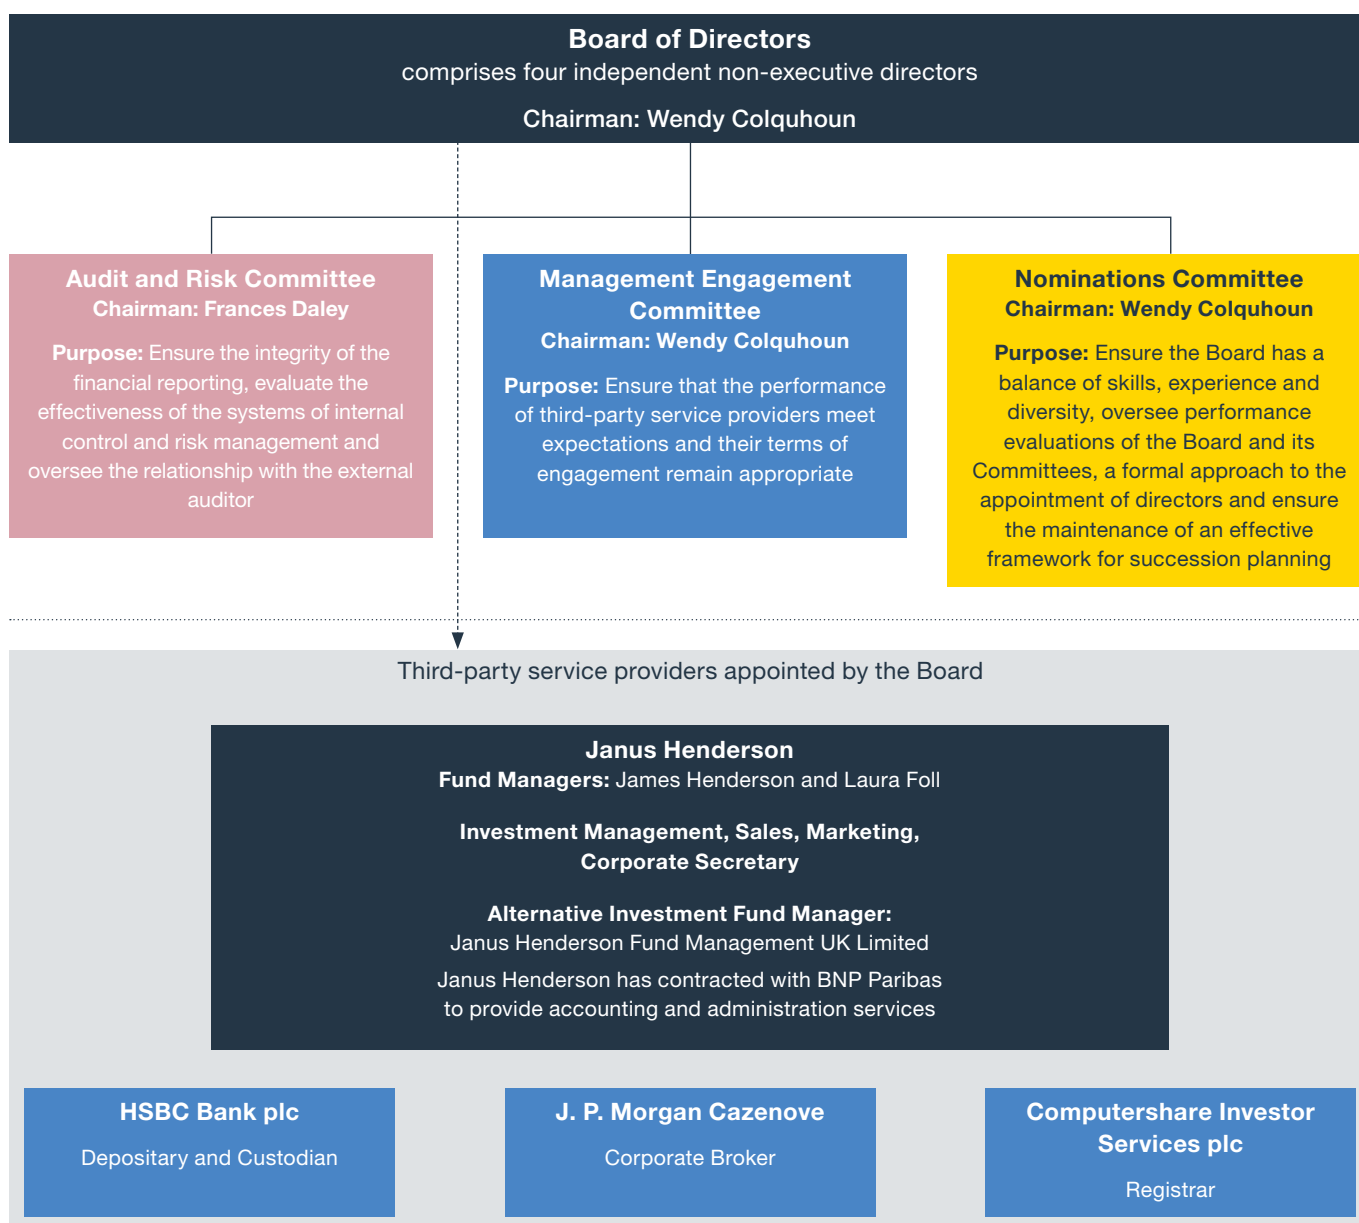 Board of Directors
comprises four independent non-executive directors
Chairman: Wendy Colquhoun
Audit and Risk Committee
Chairman: Frances Daley
Purpose: Ensure the integrity of the
financial reporting, evaluate the
effectiveness of the systems of internal
control and risk management and
oversee the relationship with the external
auditor
Management Engagement
Committee
Chairman: Wendy Colquhoun
Purpose: Ensure that the performance
of third-party service providers meet
expectations and their terms of
engagement remain appropriate
Nominations Committee
Chairman: Wendy Colquhoun
Purpose: Ensure the Board has a
balance of skills, experience and
diversity, oversee performance
evaluations of the Board and its
Committees, a formal approach to the
appointment of directors and ensure
the maintenance of an effective
framework for succession planning
Third-party service providers appointed by the Board
Janus Henderson
Fund Managers: James Henderson and Laura Foll
Investment Management, Sales, Marketing,
Corporate Secretary
Alternative Investment Fund Manager:
Janus Henderson Fund Management UK Limited
Janus Henderson has contracted with BNP Paribas
to provide accounting and administration services
HSBC Bank plc
Depositary and Custodian
J. P. Morgan Cazenove
Corporate Broker
Computershare Investor
Services plc
Registrar